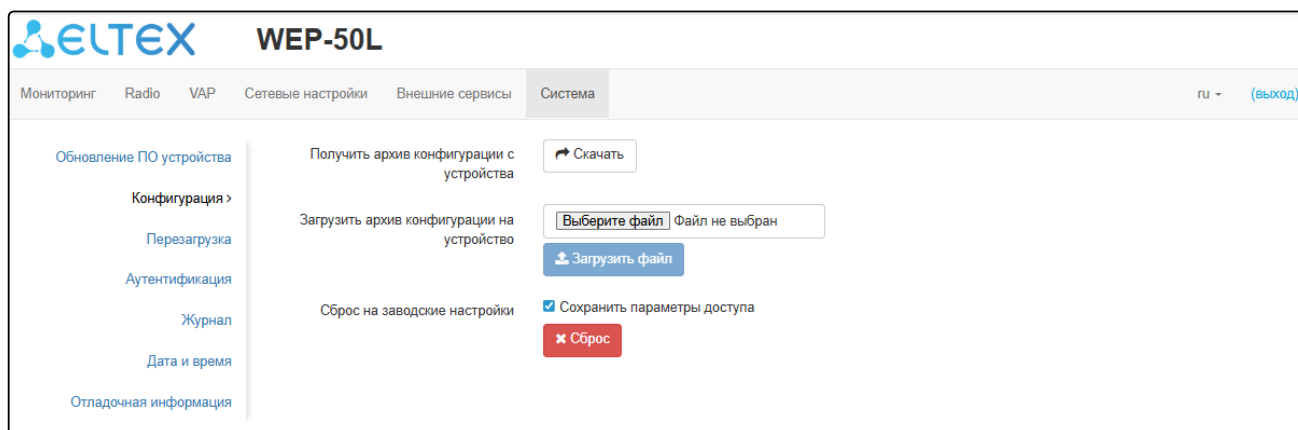 ELTEX WEP-50L
Мониторинг Radio VAP Сетевые настройки Внешние сервисы Система ru (выход)
Обновление ПО устройства
Конфигурация >
Перезагрузка
Аутентификация
Журнал
Дата и время
Отладочная информация
Получить архив конфигурации с
устройства
Скачать
Загрузить архив конфигурации на
устройство
Выберите файл Файл не выбран
Загрузить файл
Сброс на заводские настройки
Сохранить параметры доступа
Сброс